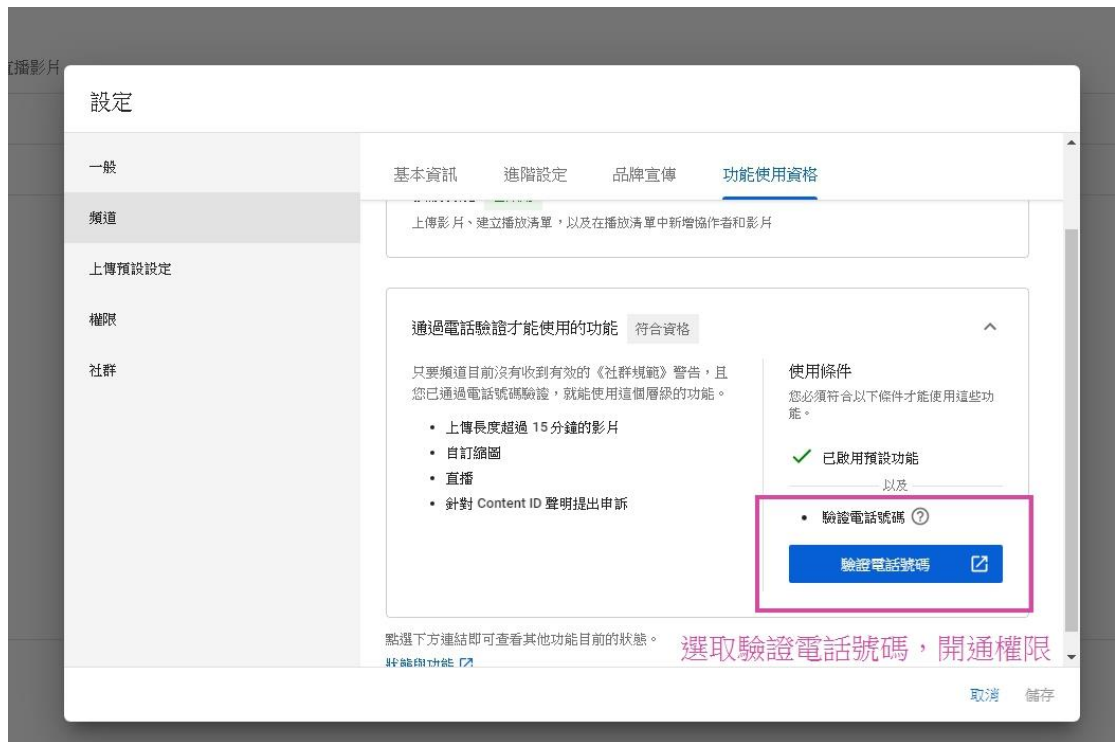 直播影片
設定
一般
頻道
上傳預設設定
權限
社群
基本資訊 進階設定 品牌宣傳 功能使用資格
上傳影片、建立播放清單，以及在播放清單中新增協作者和影片
通過電話驗證才能使用的功能 符合資格
只要頻道目前沒有收到有效的《社群規範》警告，且
您已通過電話號碼驗證，就能使用這個層級的功能。
• 上傳長度超過 15 分鐘的影片
• 自訂縮圖
• 直播
• 針對 Content ID 聲明提出申訴
使用條件
您必須符合以下條件才能使用這些功
能。
已啟用預設功能
以及
• 驗證電話號碼
驗證電話號碼
點選下方連結即可查看其他功能目前的狀態。
狀態與功能
選取驗證電話號碼，開通權限
取消 儲存